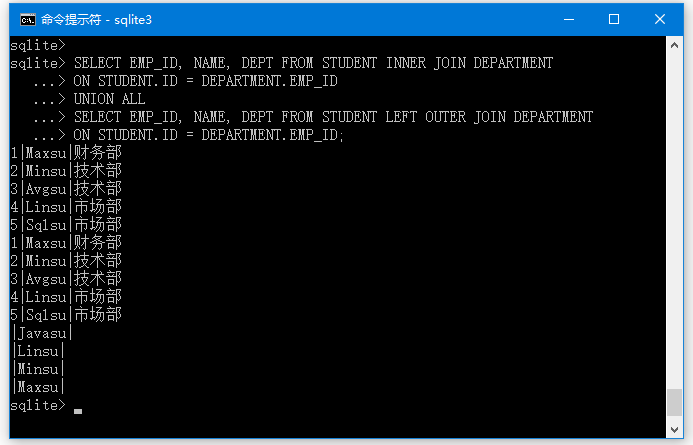 命令提示符 - sqlite3
sqlite>
sqlite> SELECT EMP_ID, NAME, DEPT FROM STUDENT INNER JOIN DEPARTMENT
...> ON STUDENT.ID = DEPARTMENT.EMP_ID
...> UNION ALL
...> SELECT EMP_ID, NAME, DEPT FROM STUDENT LEFT OUTER JOIN DEPARTMENT
...> ON STUDENT.ID = DEPARTMENT.EMP_ID;
1|Maxsu|财务部
2|Minsu|技术部
3|Avgsu|技术部
4|Linsu|市场部
5|Sqlsu|市场部
1|Maxsu|财务部
2|Minsu|技术部
3|Avgsu|技术部
4|Linsu|市场部
5|Sqlsu|市场部
|Javasu|
|Linsu|
|Minsu|
|Maxsu|
sqlite>